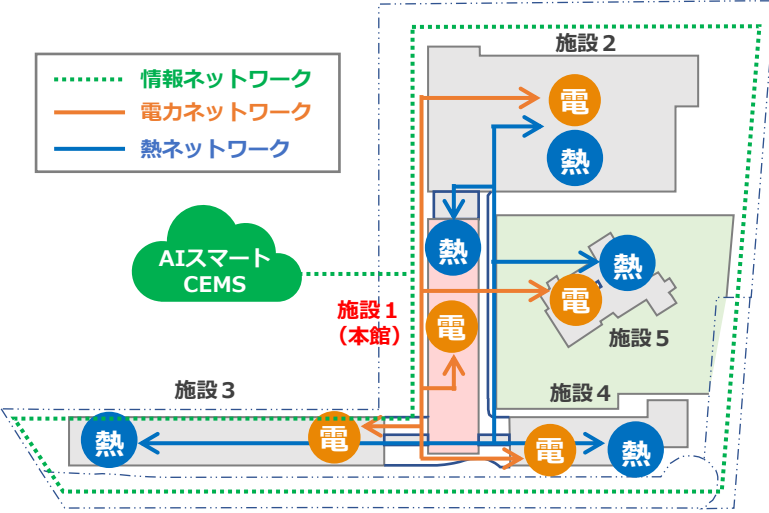 情報ネットワーク
電力ネットワーク
熱ネットワーク
施設２
電
熱
AIスマート
CEMS
熱
熱
電
施設１
（本館）
電
施設５
施設３
施設４
熱
電
電
熱